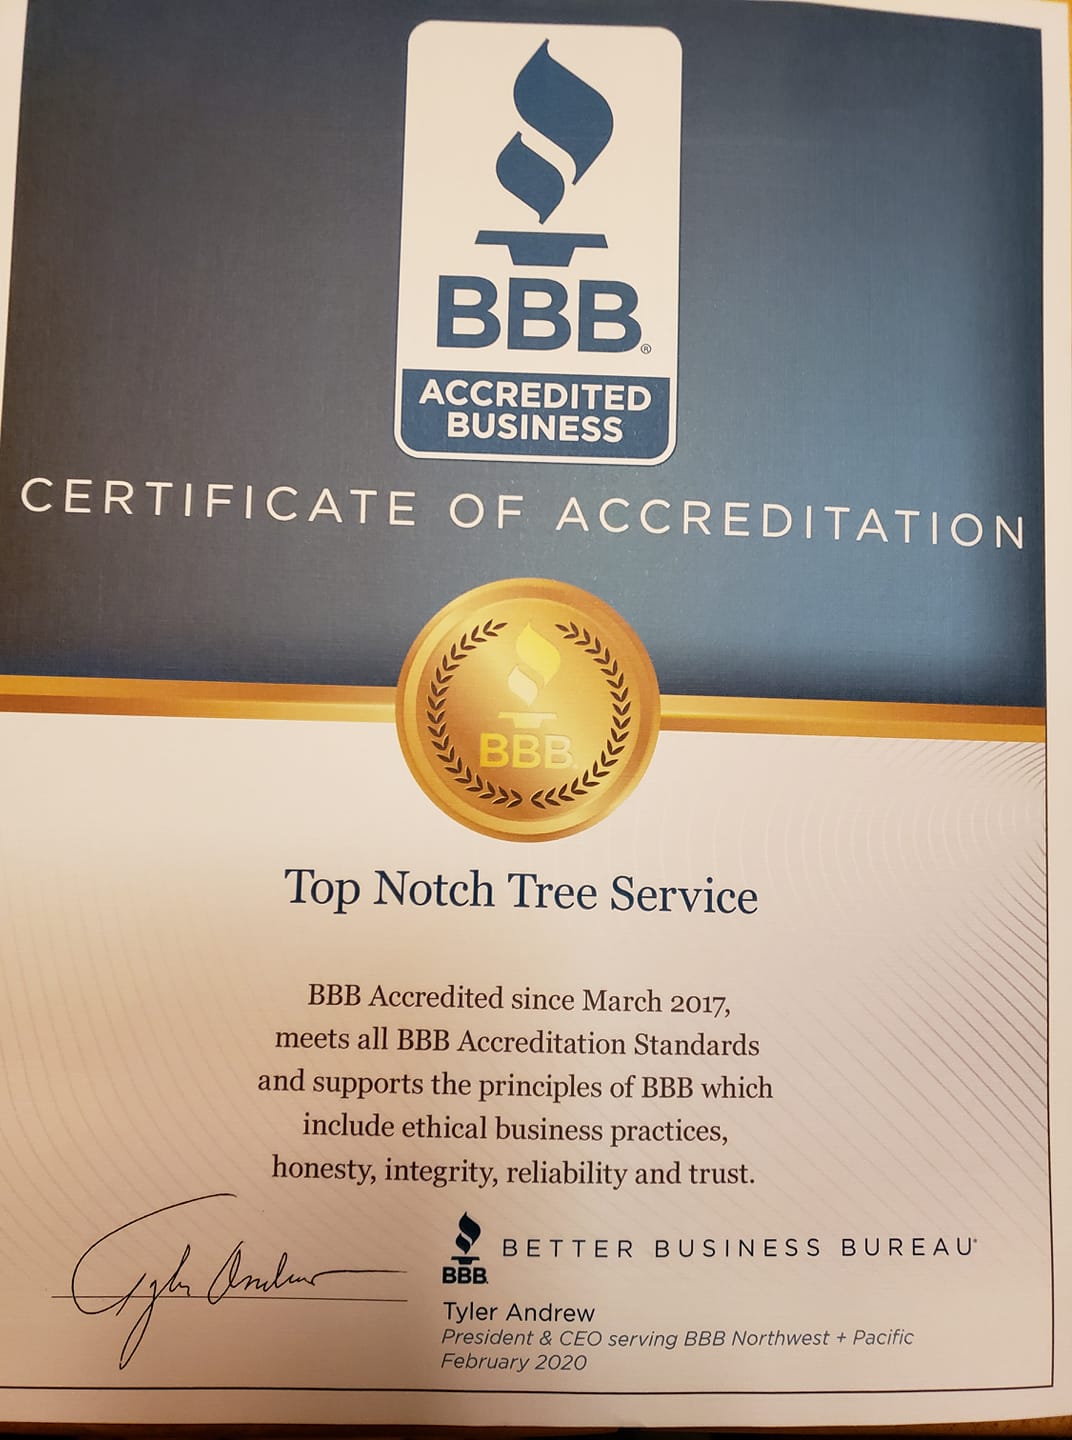 BBB®
ACCREDITED
BUSINESS
CERTIFICATE OF ACCREDITATION
BBB
Top Notch Tree Service
BBB Accredited since March 2017,
meets all BBB Accreditation Standards
and supports the principles of BBB which
include ethical business practices,
honesty, integrity, reliability and trust.
Tyler Andrew
BBB
BETTER BUSINESS BUREAU®
Tyler Andrew
President & CEO serving BBB Northwest + Pacific
February 2020